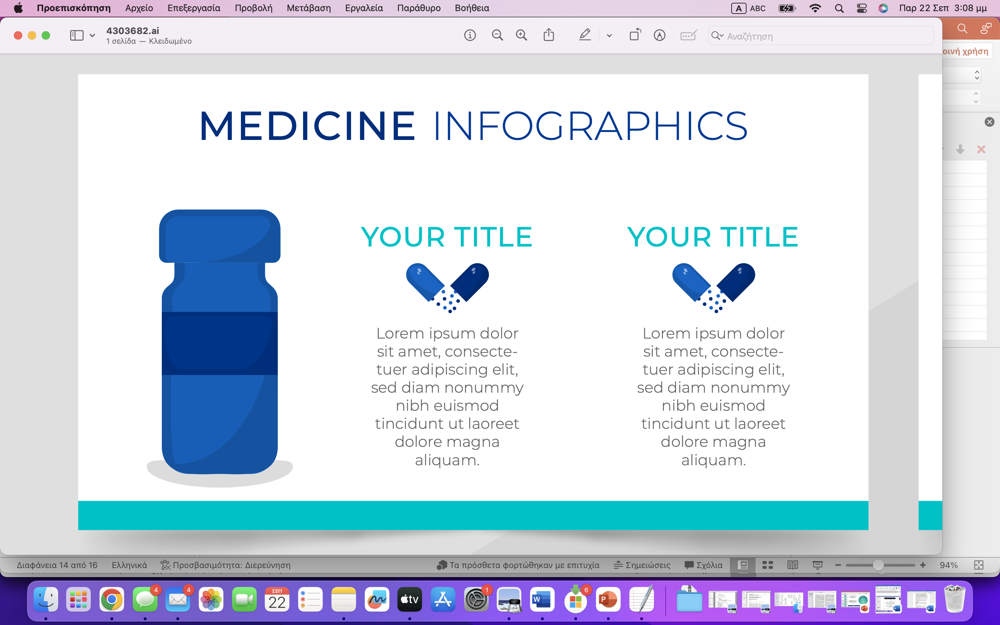 Προεπισκόπηση Αρχείο Επεξεργασία Προβολή Μετάβαση Εργαλεία Παράθυρο Βοήθεια A ABC Παρ 22 Σεπ 3:08 μμ
4303682.ai
1 σελίδα — Κλειδωμένο
Αναζήτηση
οινή χρήση
MEDICINE INFOGRAPHICS
YOUR TITLE
Lorem ipsum dolor
sit amet, consecte-
tuer adipiscing elit,
sed diam nonummy
nibh euismod
tincidunt ut laoreet
dolore magna
aliquam.
YOUR TITLE
Lorem ipsum dolor
sit amet, consecte-
tuer adipiscing elit,
sed diam nonummy
nibh euismod
tincidunt ut laoreet
dolore magna
aliquam.
Διαφάνεια 14 από 16 Ελληνικά Προσβασιμότητα: Διερεύνηση Τα πρόσθετα φορτώθηκαν με επιτυχία Σημειώσεις Σχόλια 94%
4 4 ΣΕΠ 22 tv 1 W 6 P